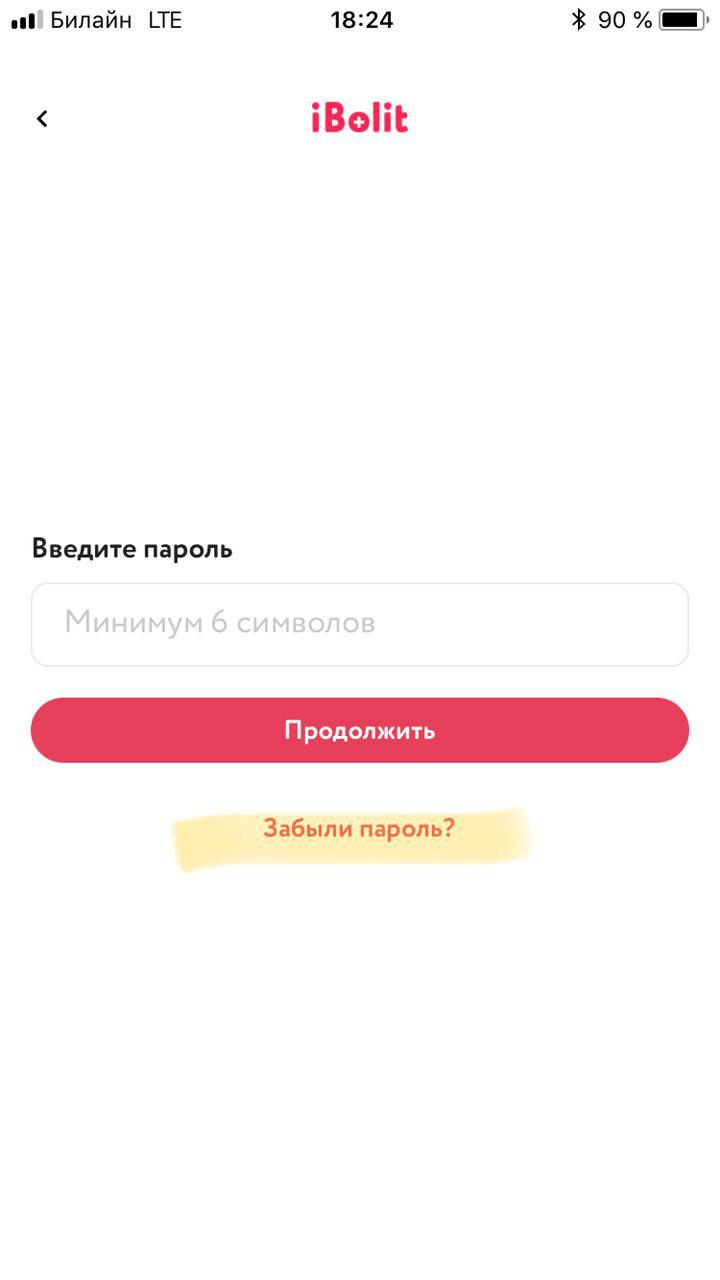 Билайн LTE 18:24 90 %
iBolit
Введите пароль
Минимум 6 символов
Продолжить
Забыли пароль?